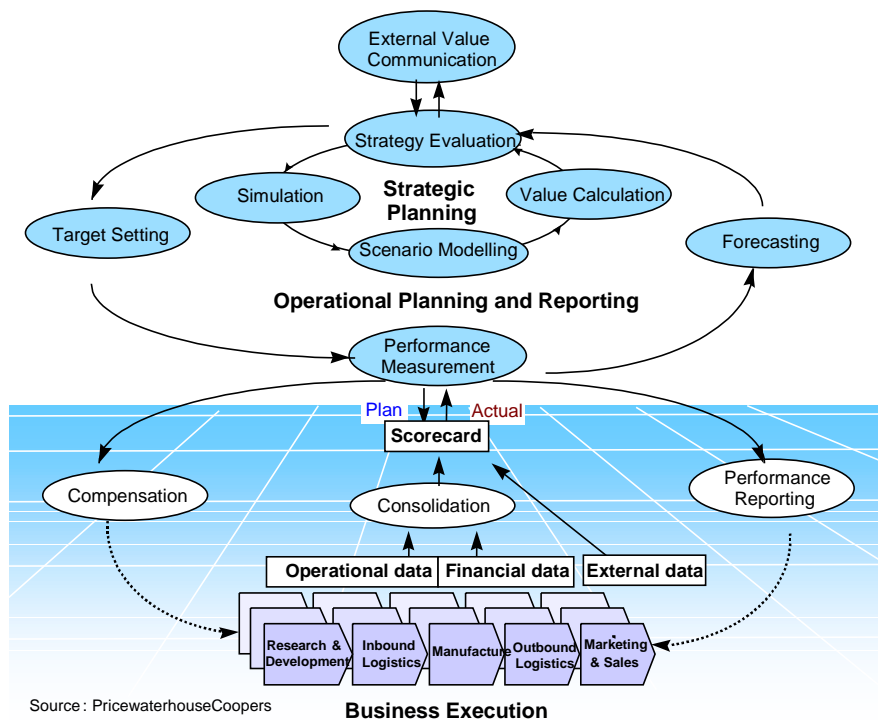 External Value
Communication
Strategy Evaluation
Simulation
Strategic
Planning
Value Calculation
Target Setting
Scenario Modelling
Forecasting
Operational Planning and Reporting
Performance
Measurement
Plan
Actual
Scorecard
Compensation
Consolidation
Performance
Reporting
Operational data
Financial data
External data
Research &
Development
Inbound
Logistics
Manufacture
Outbound
Logistics
Marketing
& Sales
Source : PricewaterhouseCoopers
Business Execution